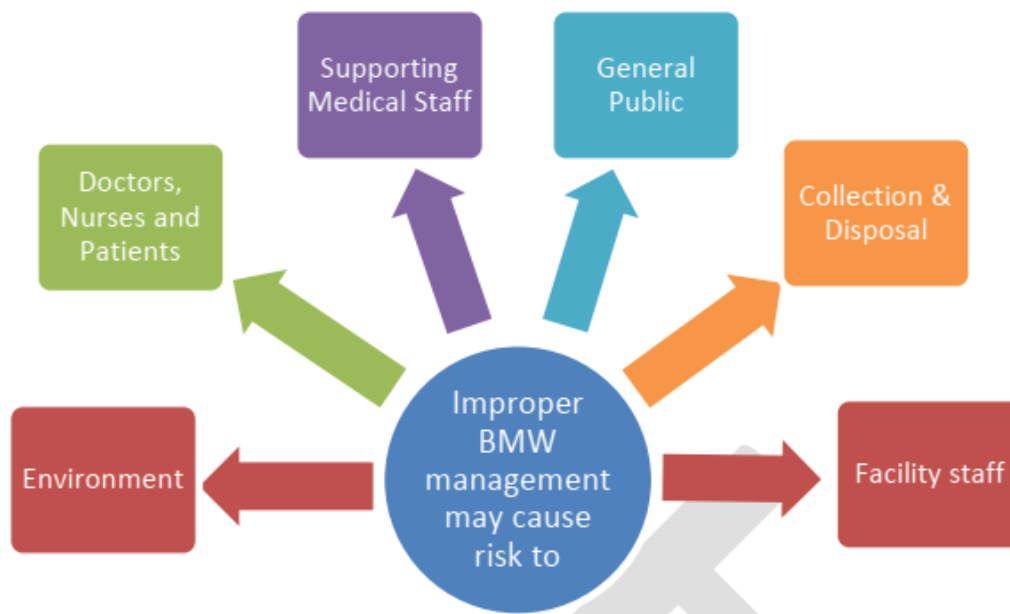 Supporting
Medical Staff
General
Public
Doctors,
Nurses and
Patients
Collection &
Disposal
Environment
Improper
BMW
management
may cause
risk to
Facility staff